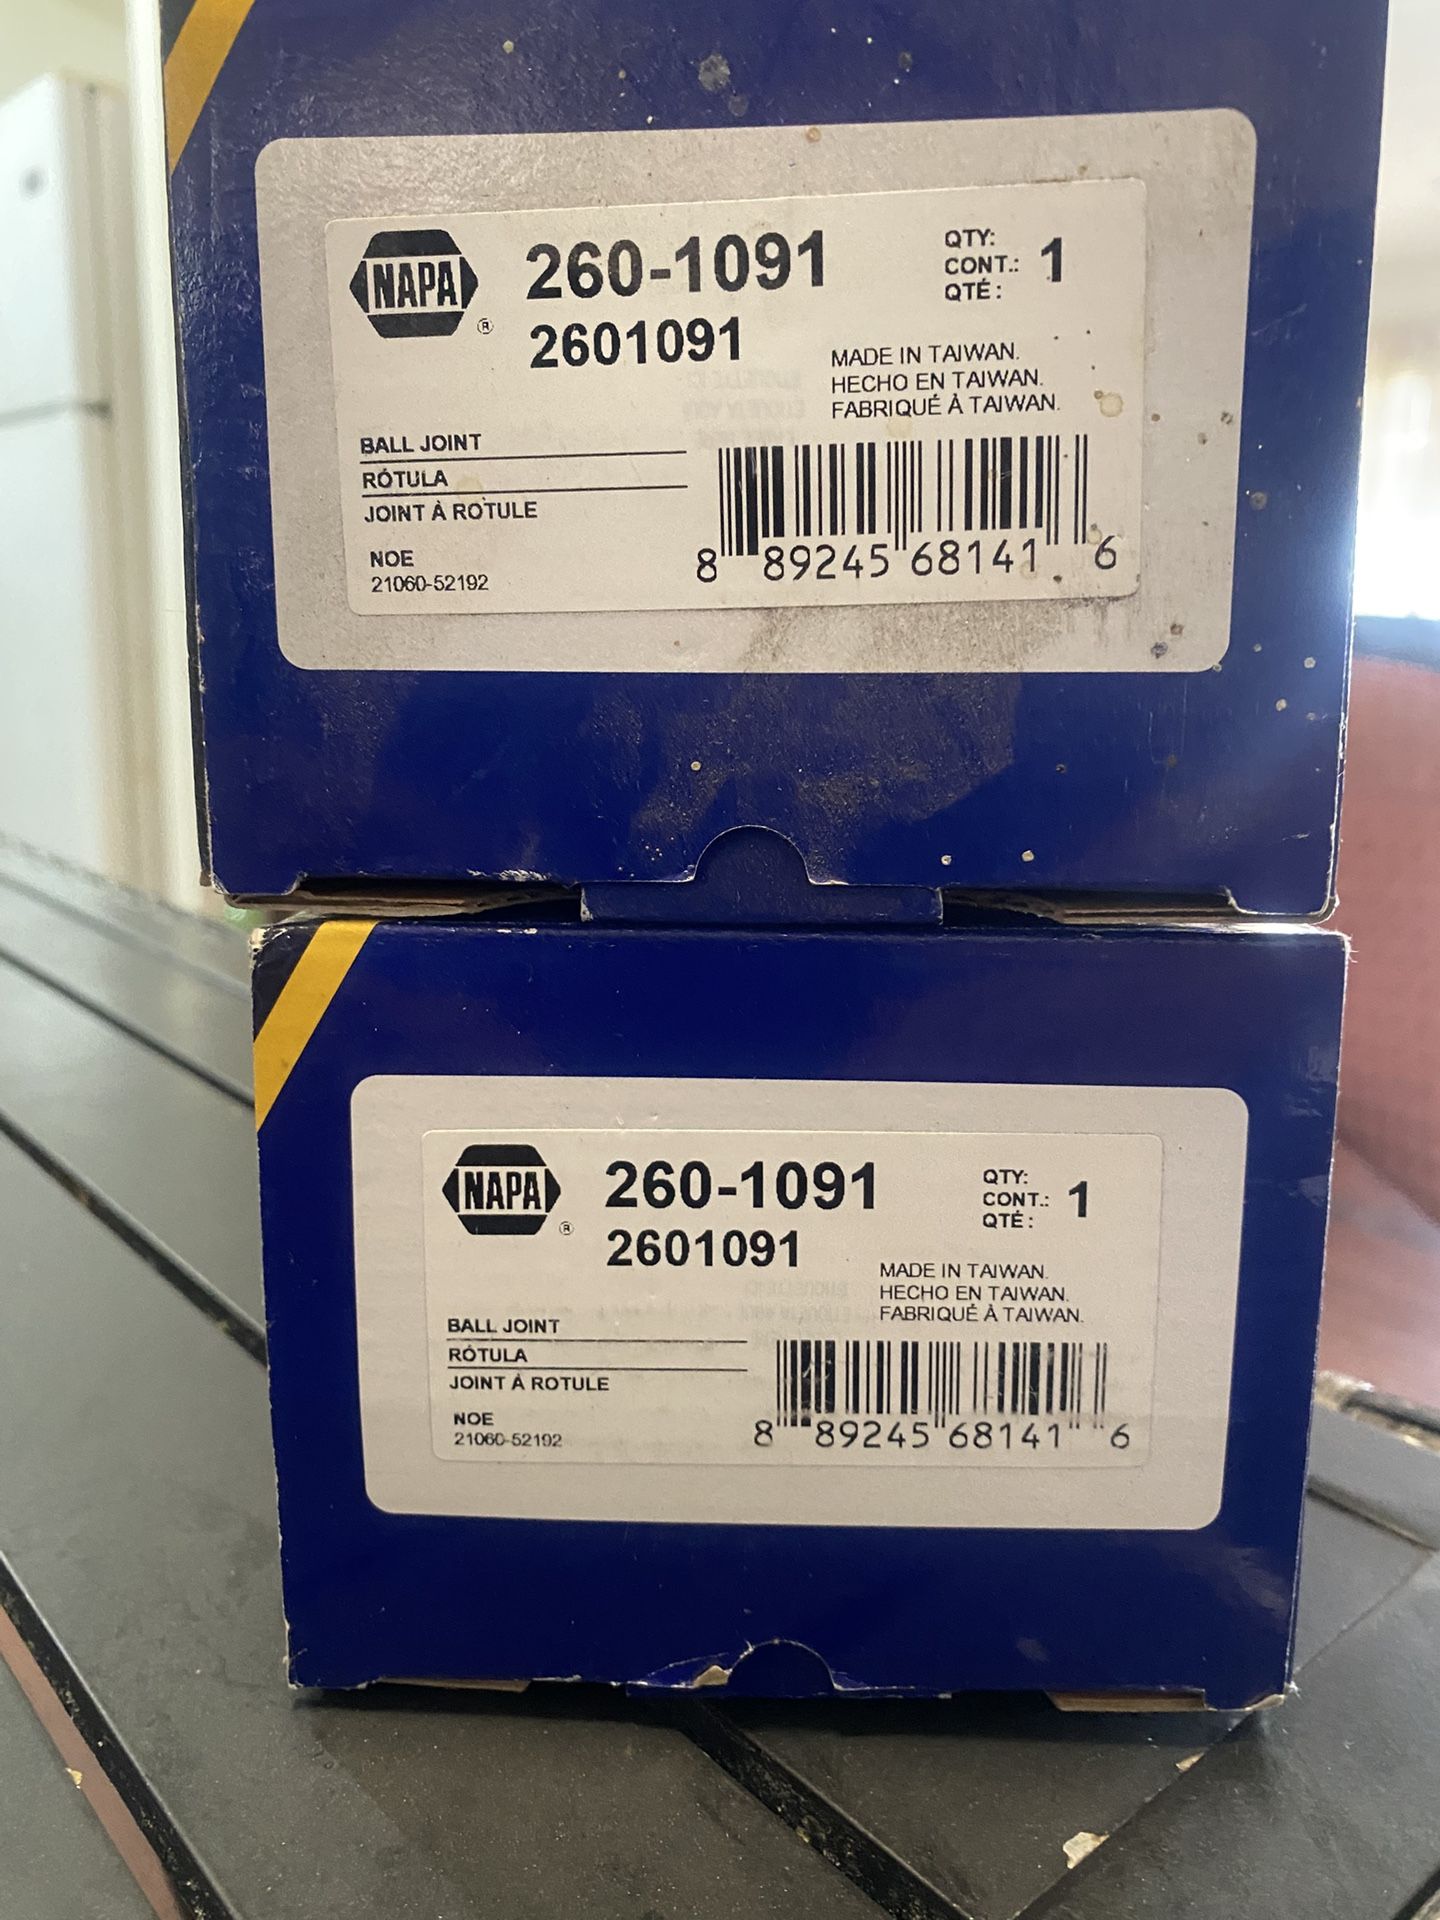 NAPA
®
260-1091
2601091
QTY:
CONT.: 1
QTÉ :
MADE IN TAIWAN.
HECHO EN TAIWAN.
FABRIQUÉ À TAIWAN.
BALL JOINT
RÓTULA
JOINT À ROTULE
NOE
21060-52192
8 89245 68141 6
NAPA
®
260-1091
2601091
QTY:
CONT.: 1
QTÉ :
MADE IN TAIWAN.
HECHO EN TAIWAN.
FABRIQUÉ À TAIWAN.
BALL JOINT
RÓTULA
JOINT À ROTULE
NOE
21060-52192
8 89245 68141 6